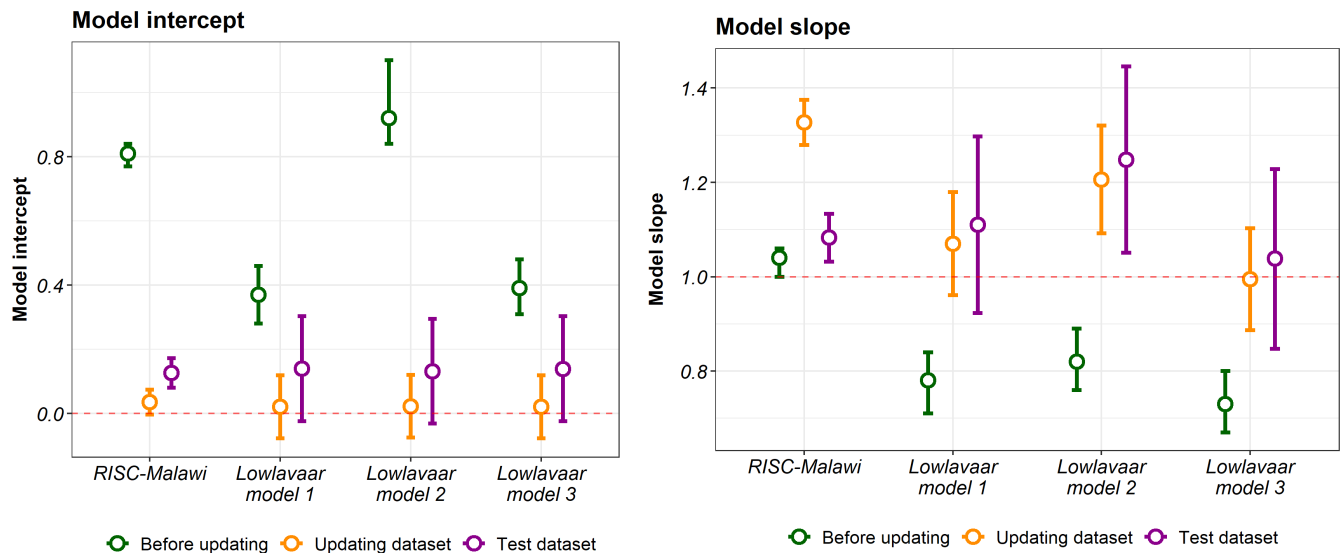 Model intercept
Model intercept
0.8
0.4
0.0
RISC-Malawi
Lowlavaar
model 1
Lowlavaar
model 2
Lowlavaar
model 3
Before updating
Updating dataset
Test dataset
Model slope
Model slope
1.4
1.2
1.0
0.8
RISC-Malawi
Lowlavaar
model 1
Lowlavaar
model 2
Lowlavaar
model 3
Before updating
Updating dataset
Test dataset